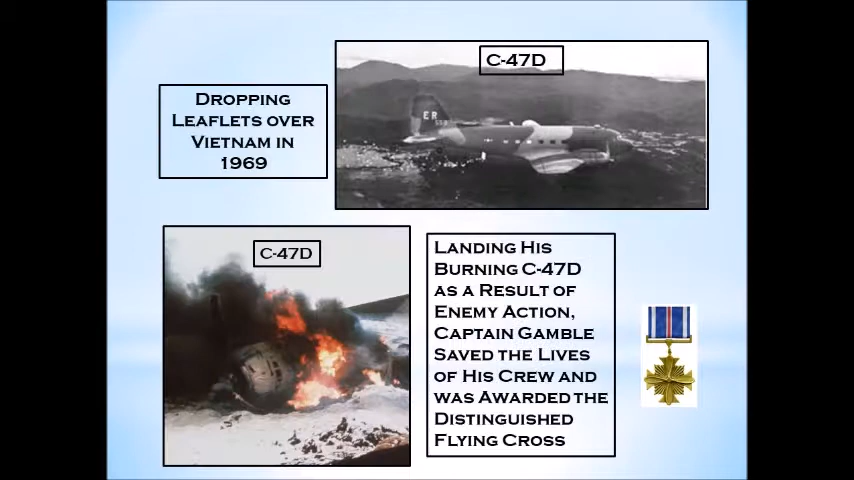 C-47D
Dropping
Leaflets over
Vietnam in
1969
ER
C-47D
Landing His
Burning C-47D
as a Result of
Enemy Action,
Captain Gamble
Saved the Lives
of His Crew and
was Awarded the
Distinguished
Flying Cross